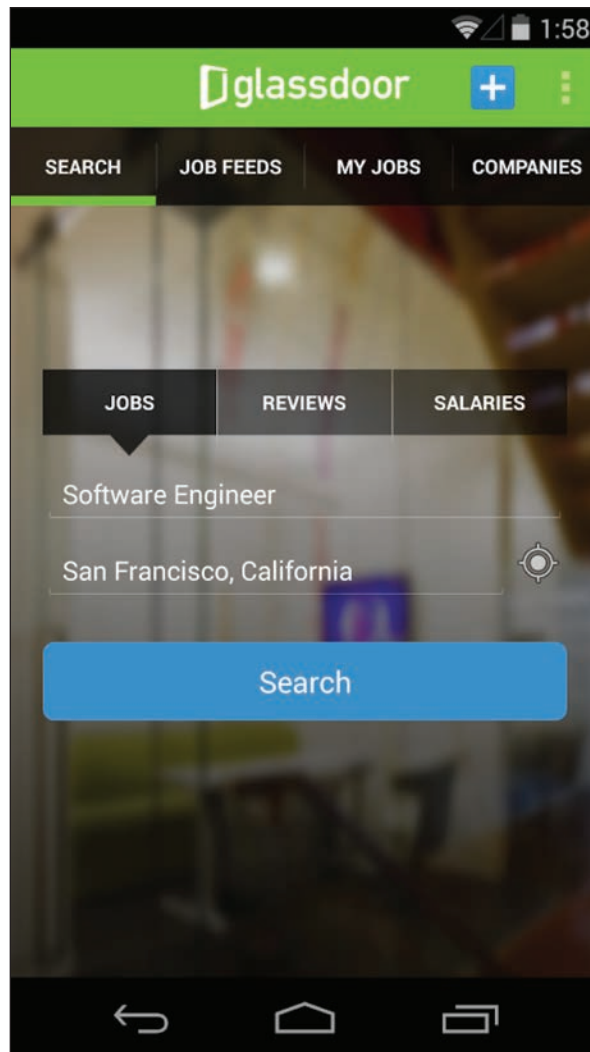 1:58
glassdoor
SEARCH JOB FEEDS MY JOBS COMPANIES
JOBS REVIEWS SALARIES
Software Engineer
San Francisco, California
Search